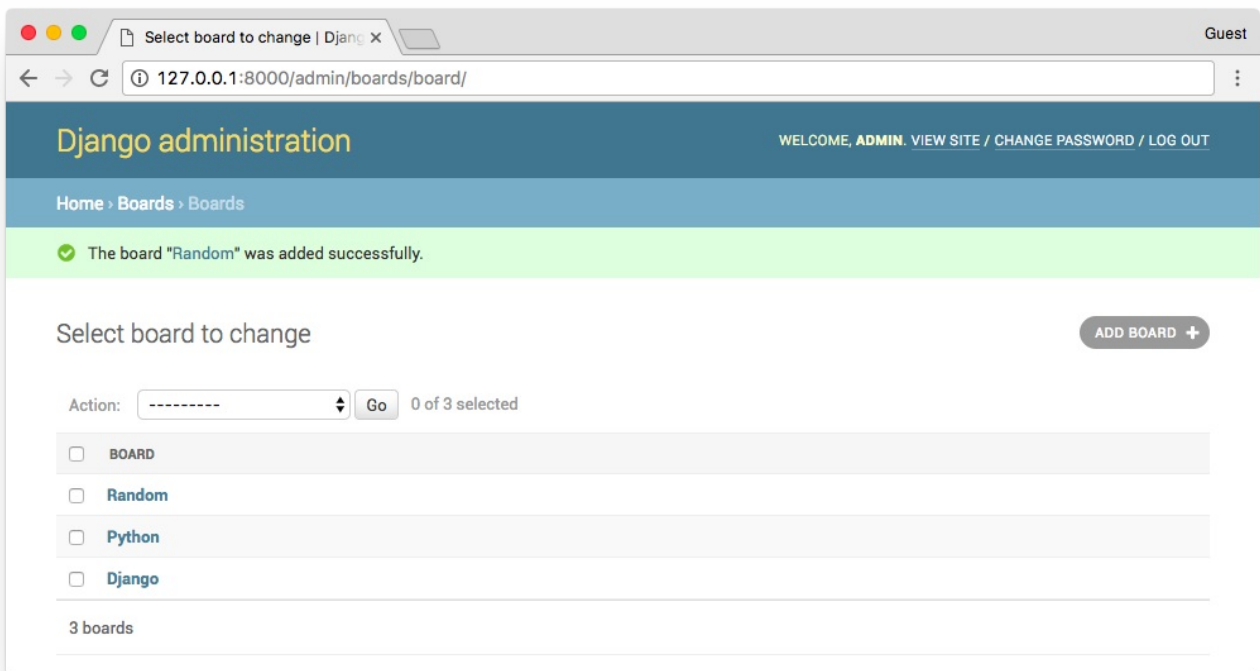 Select board to change | Djang
Guest
127.0.0.1:8000/admin/boards/board/
Django administration
WELCOME, ADMIN. VIEW SITE / CHANGE PASSWORD / LOG OUT
Home › Boards › Boards
The board "Random" was added successfully.
Select board to change
ADD BOARD +
Action: --------- Go 0 of 3 selected
BOARD
Random
Python
Django
3 boards